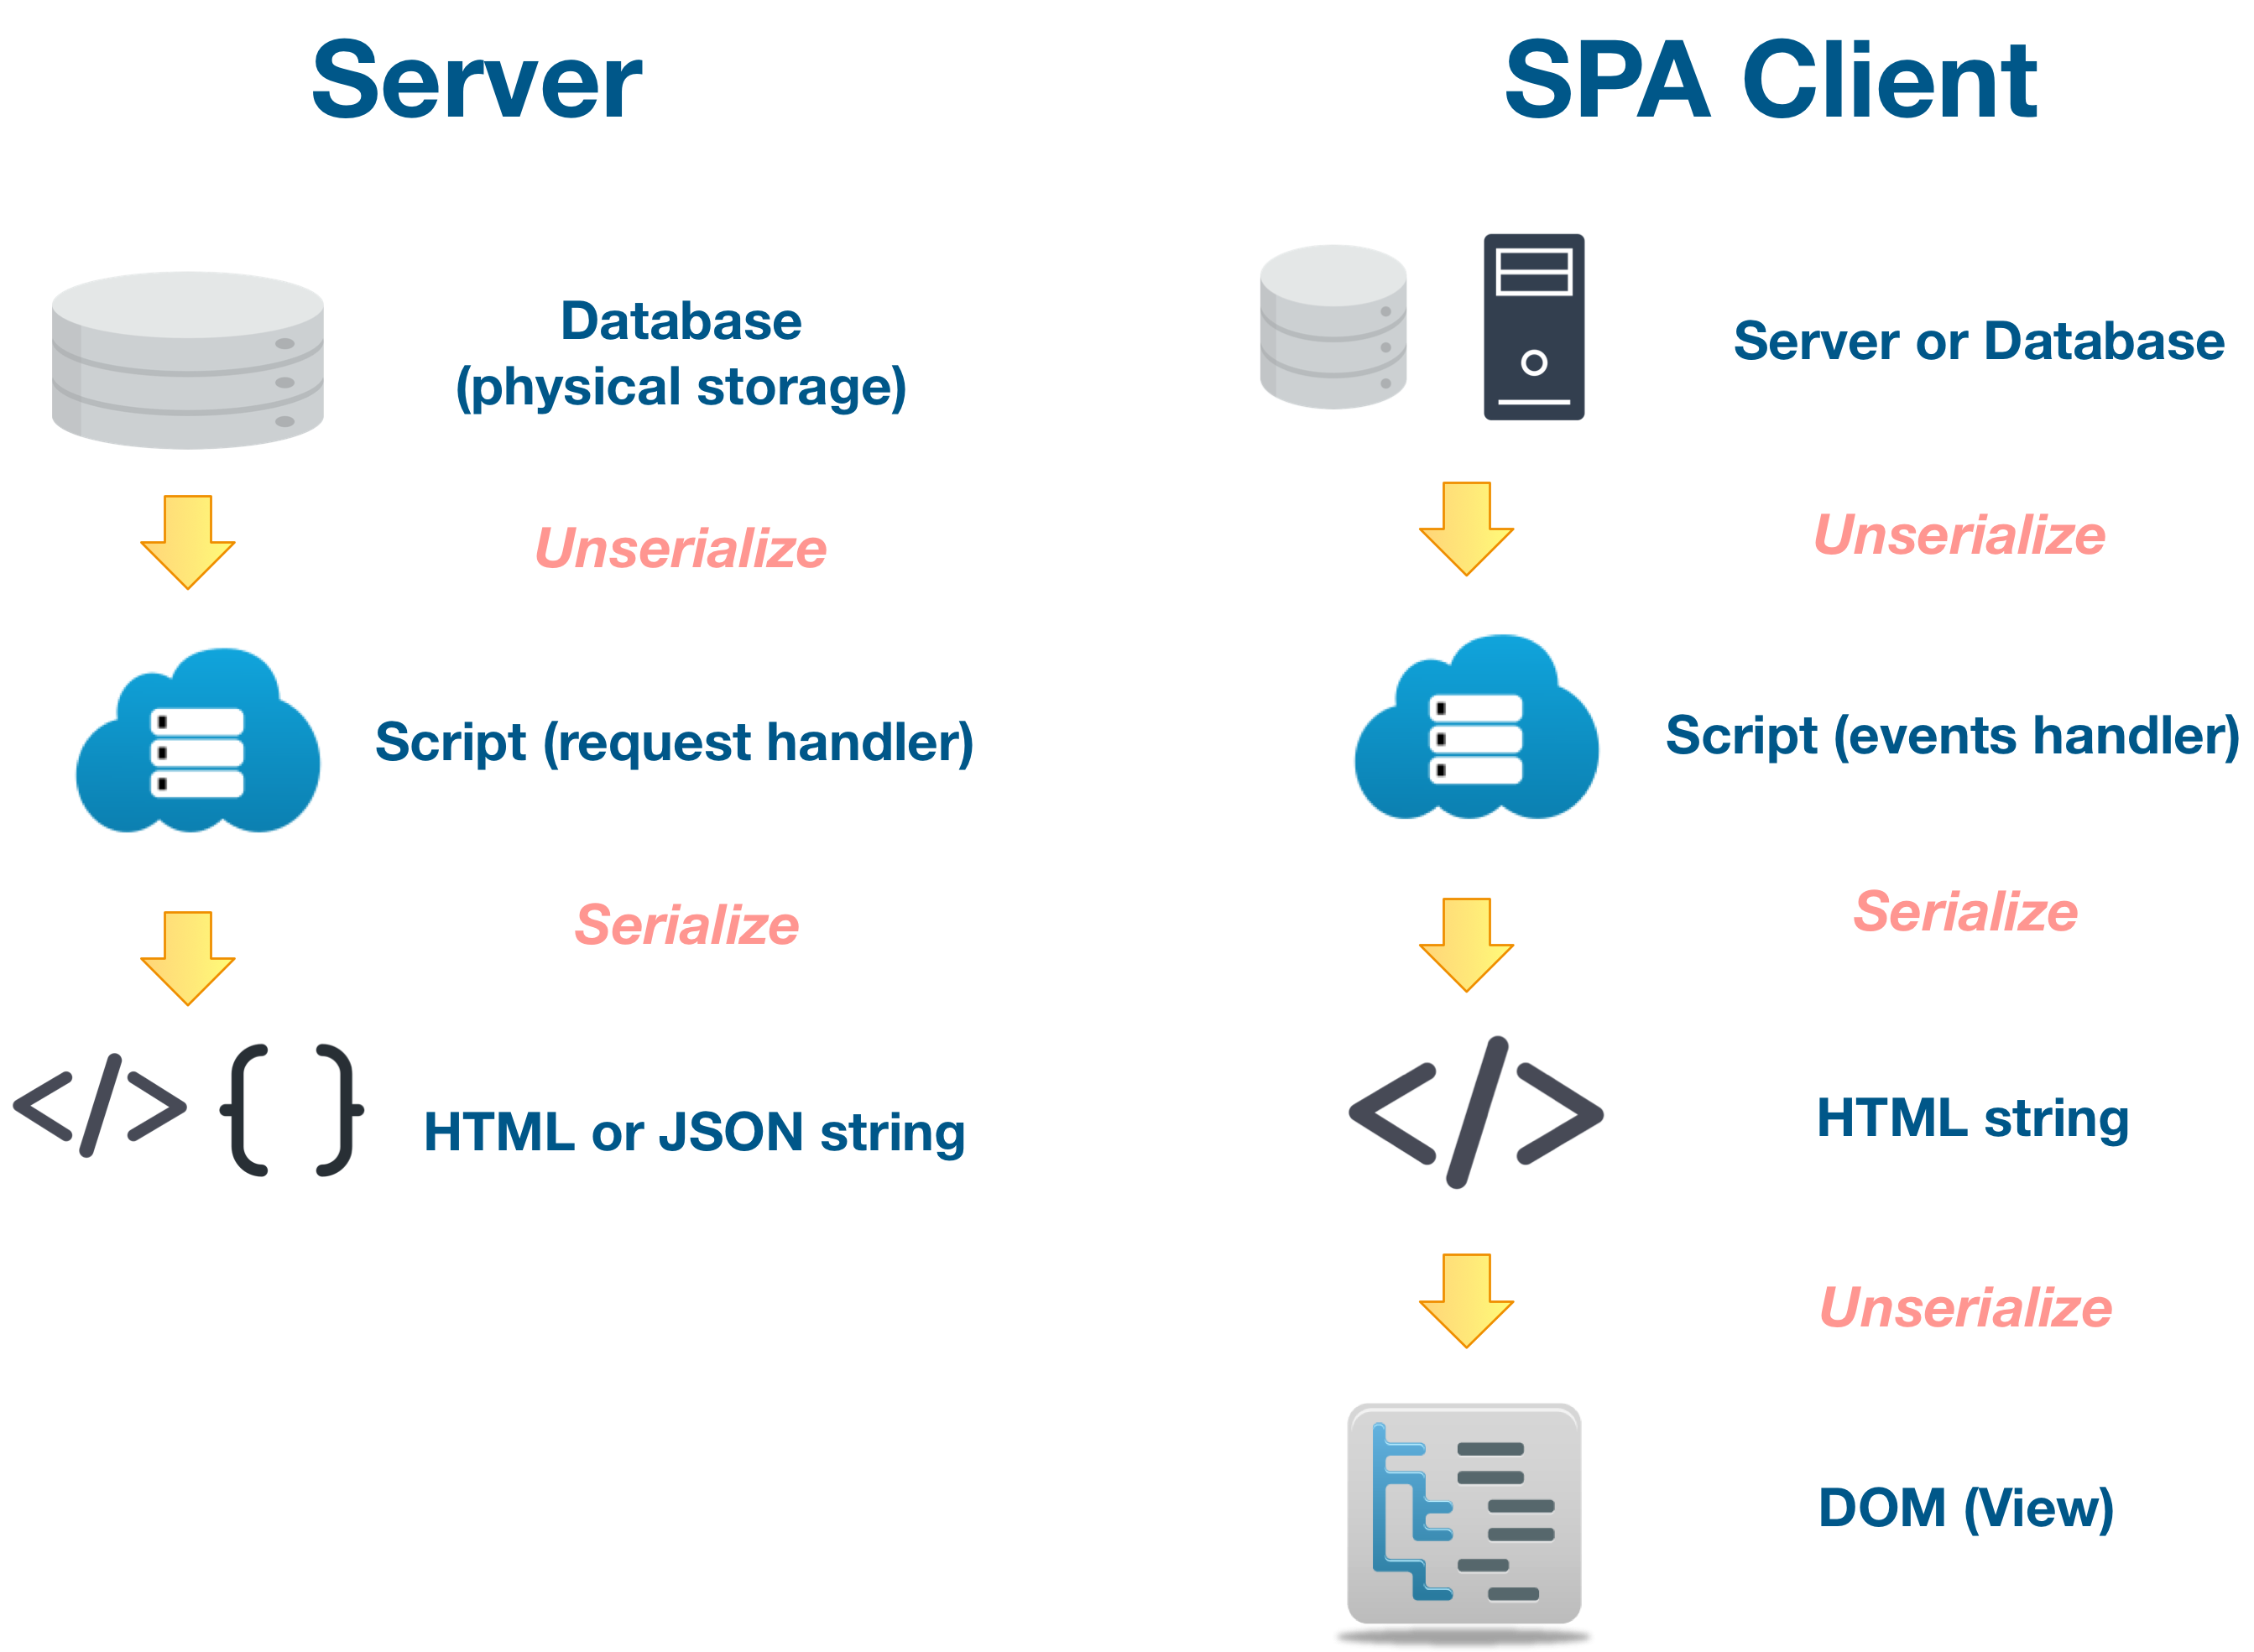 Server
Database
(physical storage)
Unserialize
Script (request handler)
Serialize
HTML or JSON string
SPA Client
Server or Database
Unserialize
Script (events handler)
Serialize
HTML string
Unserialize
DOM (View)